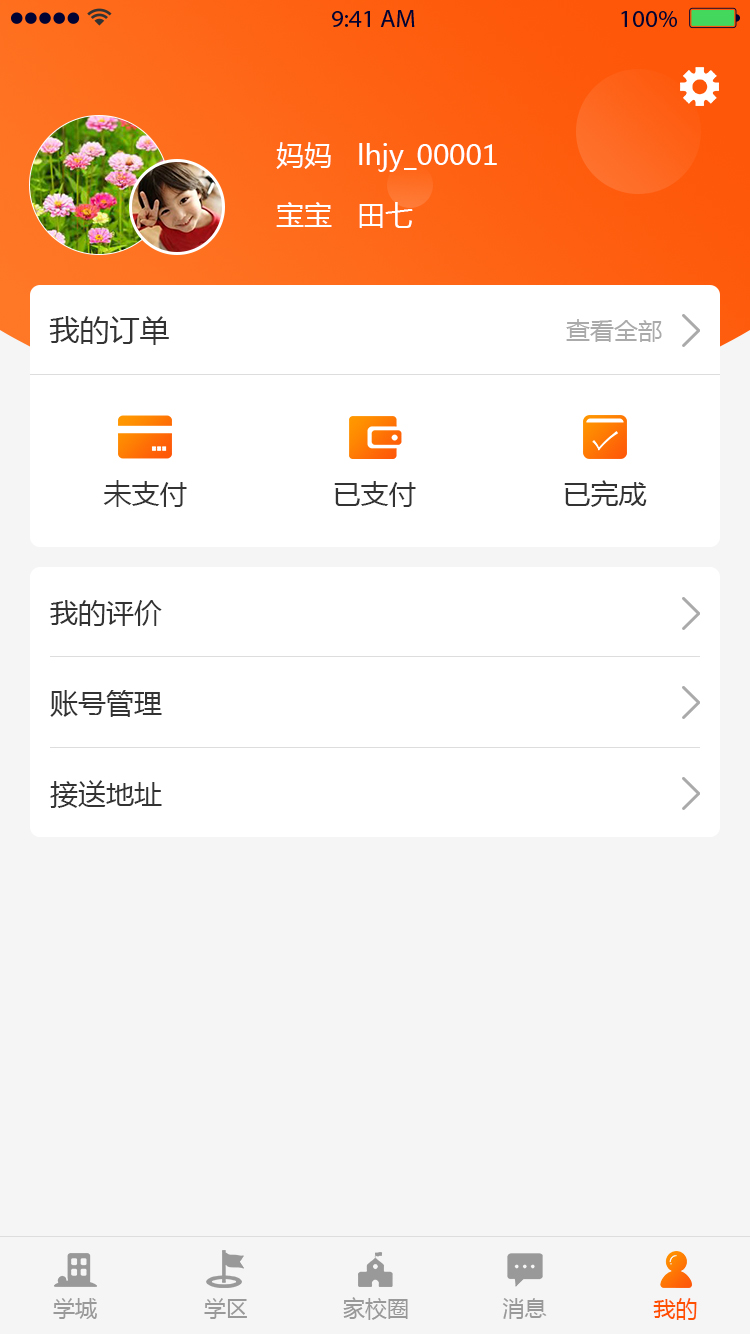 9:41 AM 100%
妈妈 lhjy_00001
宝宝 田七
我的订单 查看全部
未支付 已支付 已完成
我的评价
账号管理
接送地址
学城 学区 家校圈 消息 我的